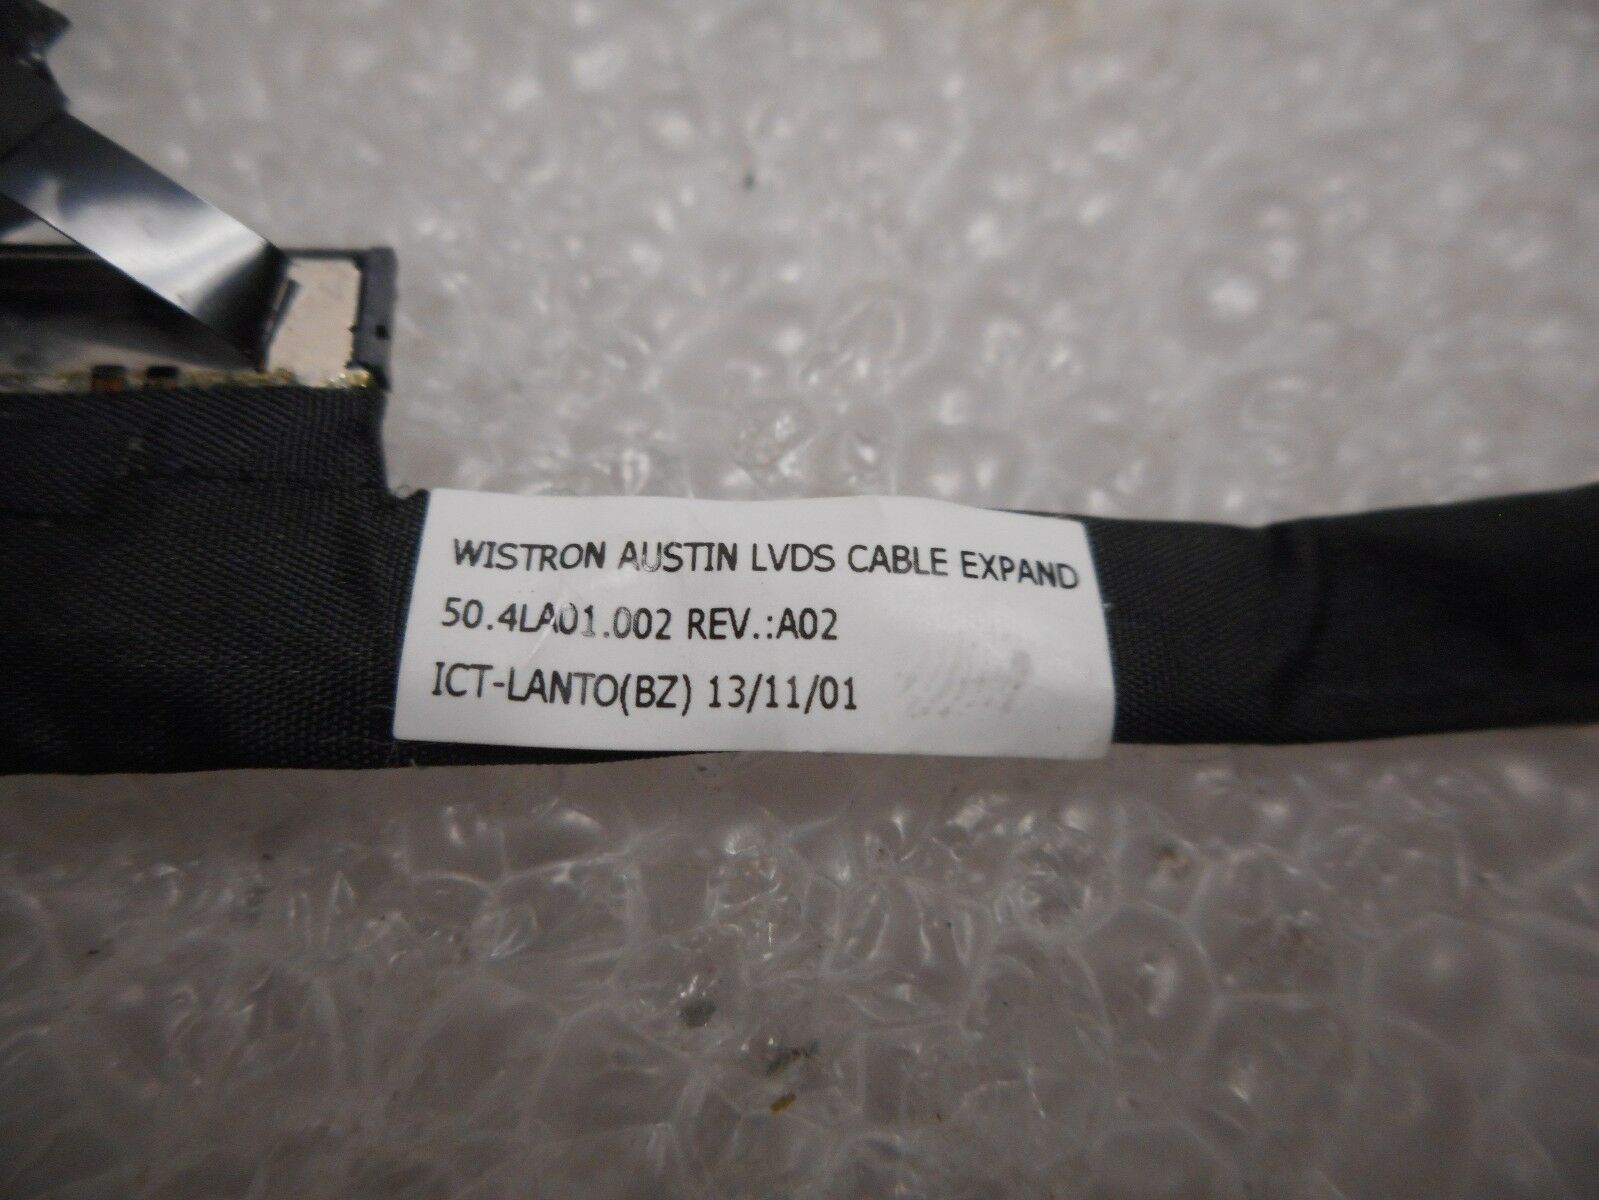 WISTRON AUSTIN LVDS CABLE EXPAND
50.4LA01.002 REV.:A02
ICT-LANTO(BZ) 13/11/01